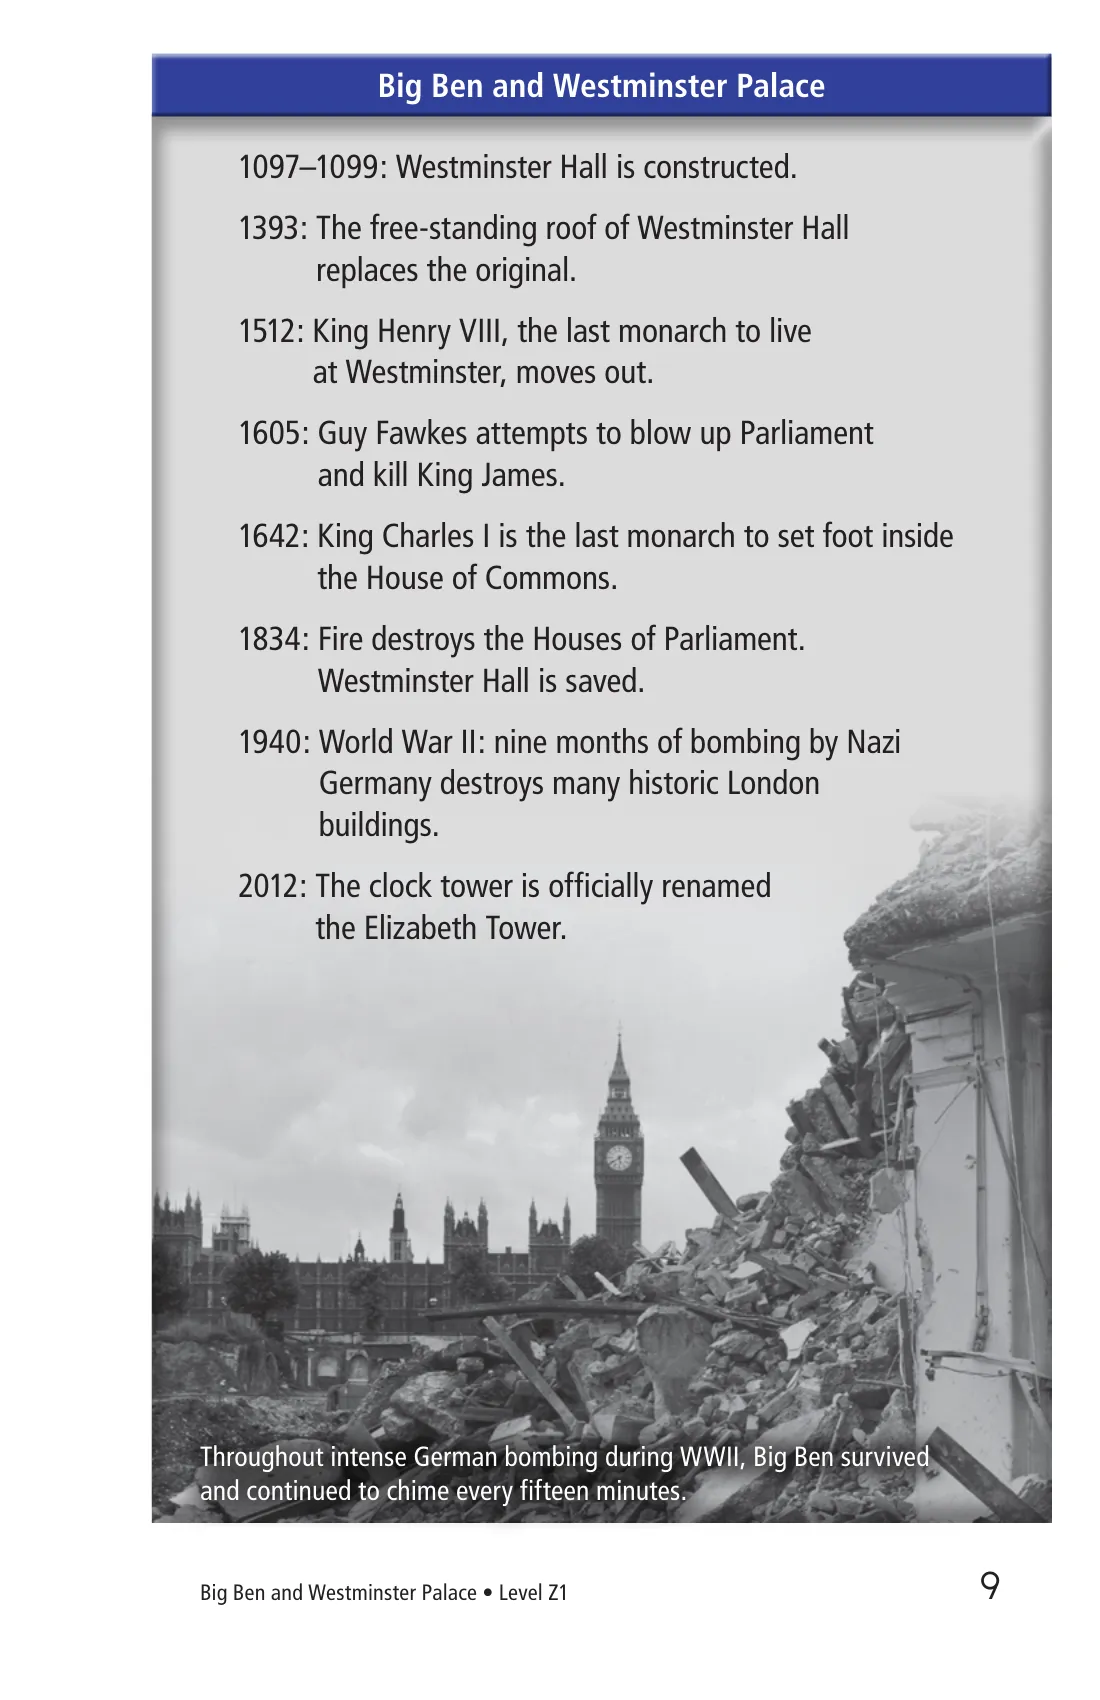 Big Ben and Westminster Palace
1097–1099: Westminster Hall is constructed.
1393: The free-standing roof of Westminster Hall
replaces the original.
1512: King Henry VIII, the last monarch to live
at Westminster, moves out.
1605: Guy Fawkes attempts to blow up Parliament
and kill King James.
1642: King Charles I is the last monarch to set foot inside
the House of Commons.
1834: Fire destroys the Houses of Parliament.
Westminster Hall is saved.
1940: World War II: nine months of bombing by Nazi
Germany destroys many historic London
buildings.
2012: The clock tower is officially renamed
the Elizabeth Tower.
Throughout intense German bombing during WWII, Big Ben survived
and continued to chime every fifteen minutes.
Big Ben and Westminster Palace • Level Z1
9